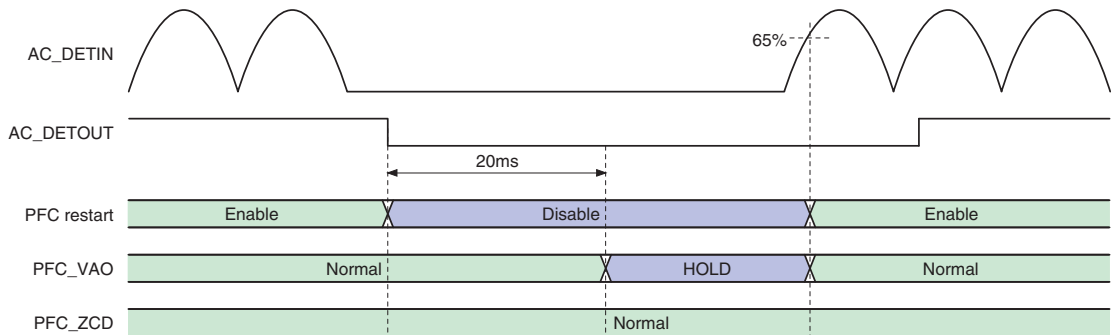 AC_DETIN
65%
AC_DETOUT
20ms
PFC restart Enable Disable Enable
PFC_VAO Normal HOLD Normal
PFC_ZCD Normal